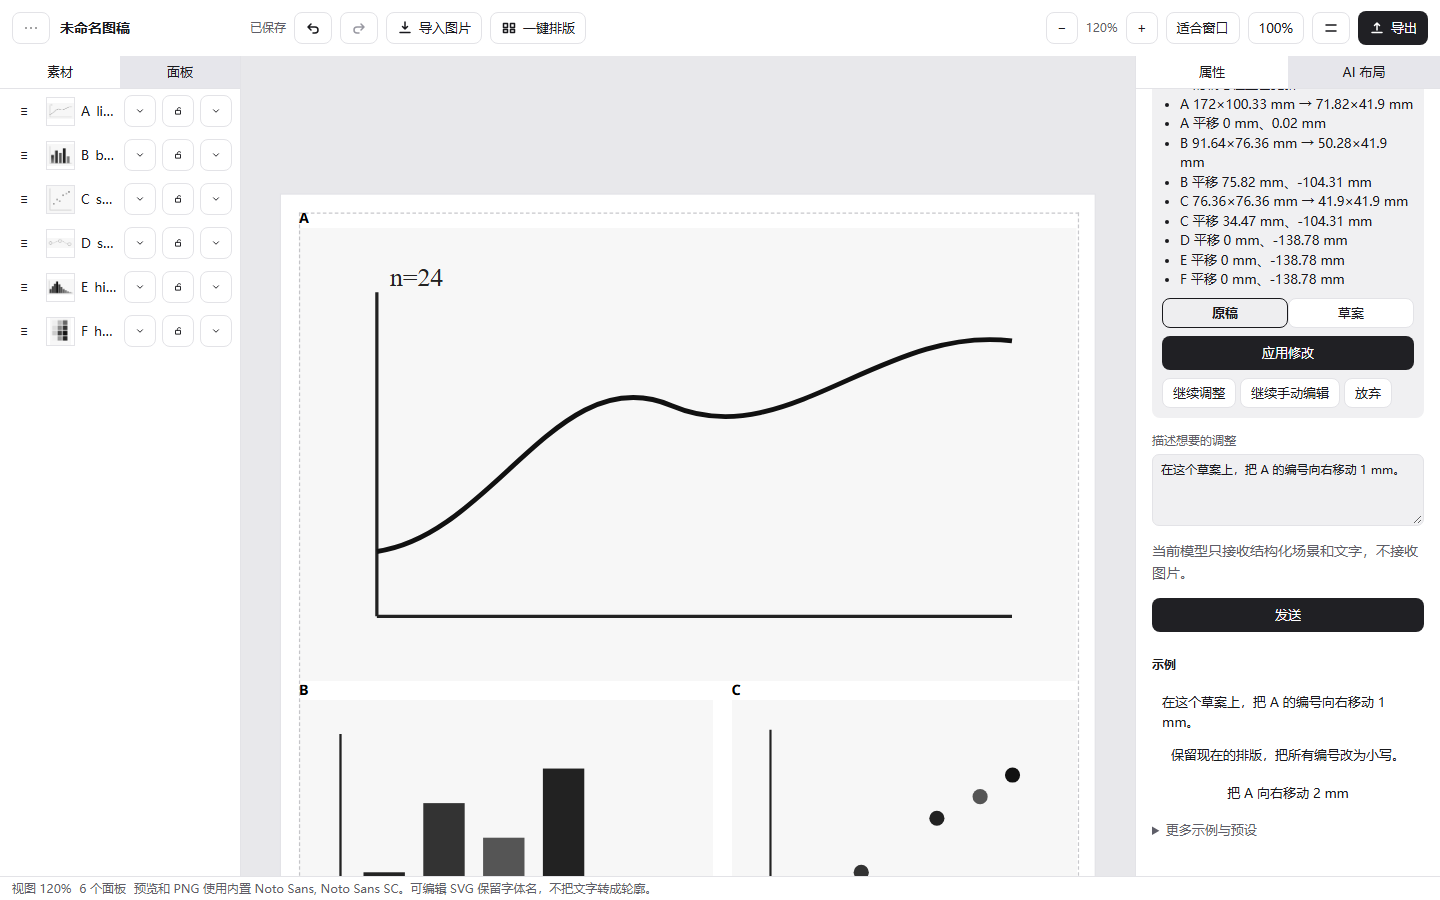 未命名图稿
已保存
导入图片
一键排版
120%
适合窗口
100%
导出
素材
面板
A li...
B b...
C s...
D s...
E hi...
F h...
A
n=24
B
C
属性
AI 布局
A 172×100.33 mm → 71.82×41.9 mm
A 平移 0 mm、0.02 mm
B 91.64×76.36 mm → 50.28×41.9
mm
B 平移 75.82 mm、-104.31 mm
C 76.36×76.36 mm → 41.9×41.9 mm
C 平移 34.47 mm、-104.31 mm
D 平移 0 mm、-138.78 mm
E 平移 0 mm、-138.78 mm
F 平移 0 mm、-138.78 mm
原稿
草案
应用修改
继续调整
继续手动编辑
放弃
描述想要的调整
在这个草案上，把 A 的编号向右移动 1 mm。
当前模型只接收结构化场景和文字，不接收
图片。
发送
示例
在这个草案上，把 A 的编号向右移动 1
mm。
保留现在的排版，把所有编号改为小写。
把 A 向右移动 2 mm
更多示例与预设
视图 120% 6 个面板 预览和 PNG 使用内置 Noto Sans, Noto Sans SC。可编辑 SVG 保留字体名，不把文字转成轮廓。